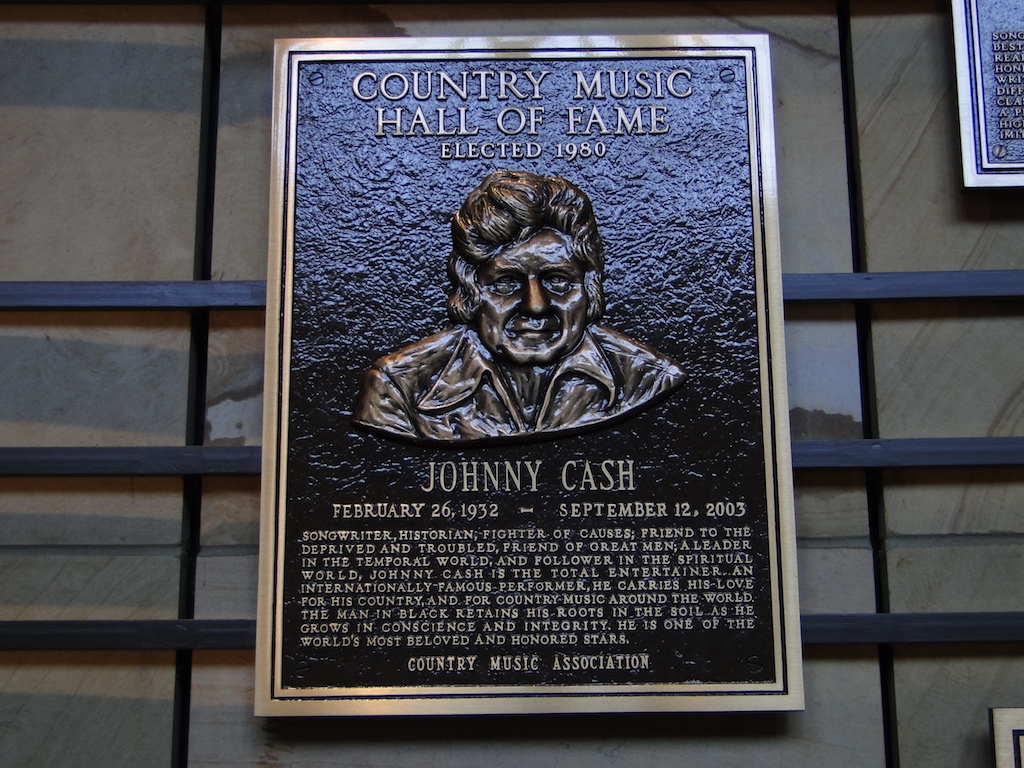 COUNTRY MUSIC
HALL OF FAME
ELECTED 1980
JOHNNY CASH
FEBRUARY 26, 1932 - SEPTEMBER 12, 2003
SONGWRITER, HISTORIAN, FIGHTER OF CAUSES; FRIEND TO THE
DEPRIVED AND TROUBLED, FRIEND OF GREAT MEN; A LEADER
IN THE TEMPORAL WORLD, AND FOLLOWER IN THE SPIRITUAL
WORLD, JOHNNY CASH IS THE TOTAL ENTERTAINER. AN
INTERNATIONALLY FAMOUS PERFORMER, HE CARRIES HIS LOVE
FOR HIS COUNTRY, AND FOR COUNTRY MUSIC AROUND THE WORLD.
THE MAN IN BLACK RETAINS HIS ROOTS IN THE SOIL AS HE
GROWS IN CONSCIENCE AND INTEGRITY. HE IS ONE OF THE
WORLD'S MOST BELOVED AND HONORED STARS.
COUNTRY MUSIC ASSOCIATION